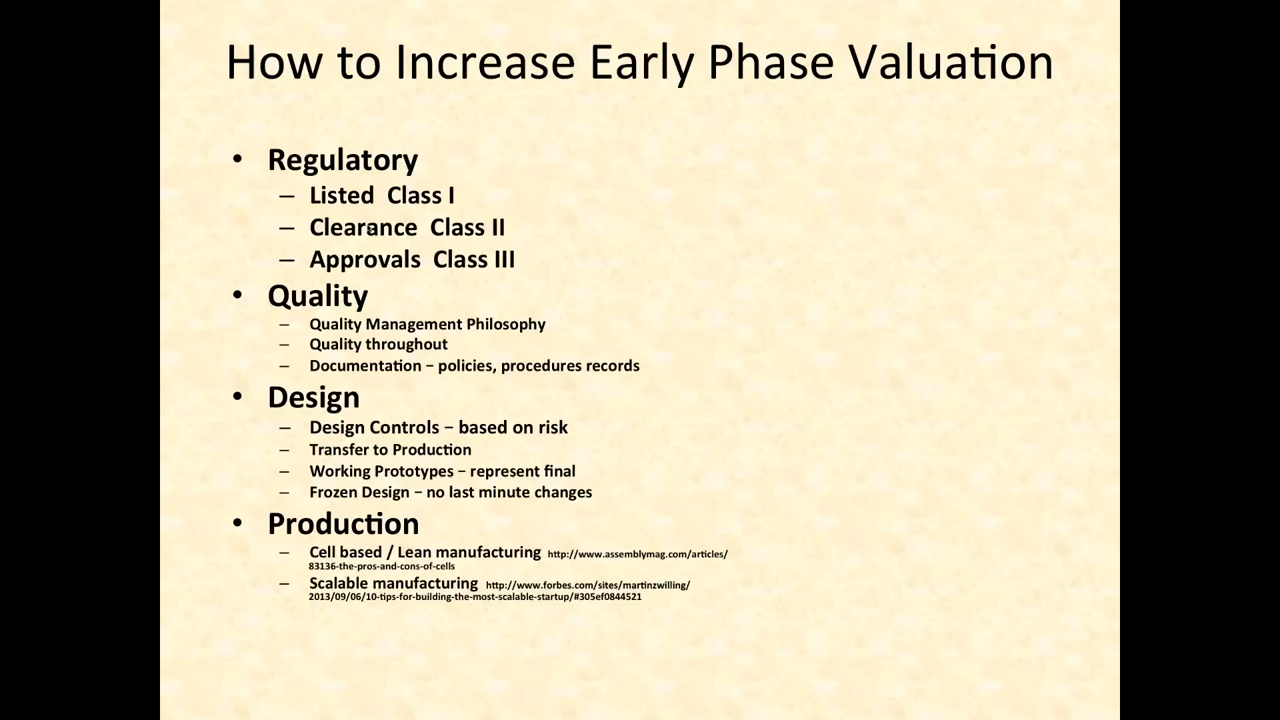 How to Increase Early Phase Valuation
• Regulatory
– Listed  Class I
– Clearance  Class II
– Approvals  Class III
• Quality
– Quality Management Philosophy
– Quality throughout
– Documentation – policies, procedures records
• Design
– Design Controls – based on risk
– Transfer to Production
– Working Prototypes – represent final
– Frozen Design – no last minute changes
• Production
– Cell based / Lean manufacturing  http://www.assemblymag.com/articles/
83136-the-pros-and-cons-of-cells
– Scalable manufacturing  http://www.forbes.com/sites/martinzwilling/
2013/09/06/10-tips-for-building-the-most-scalable-startup/#305ef0844521